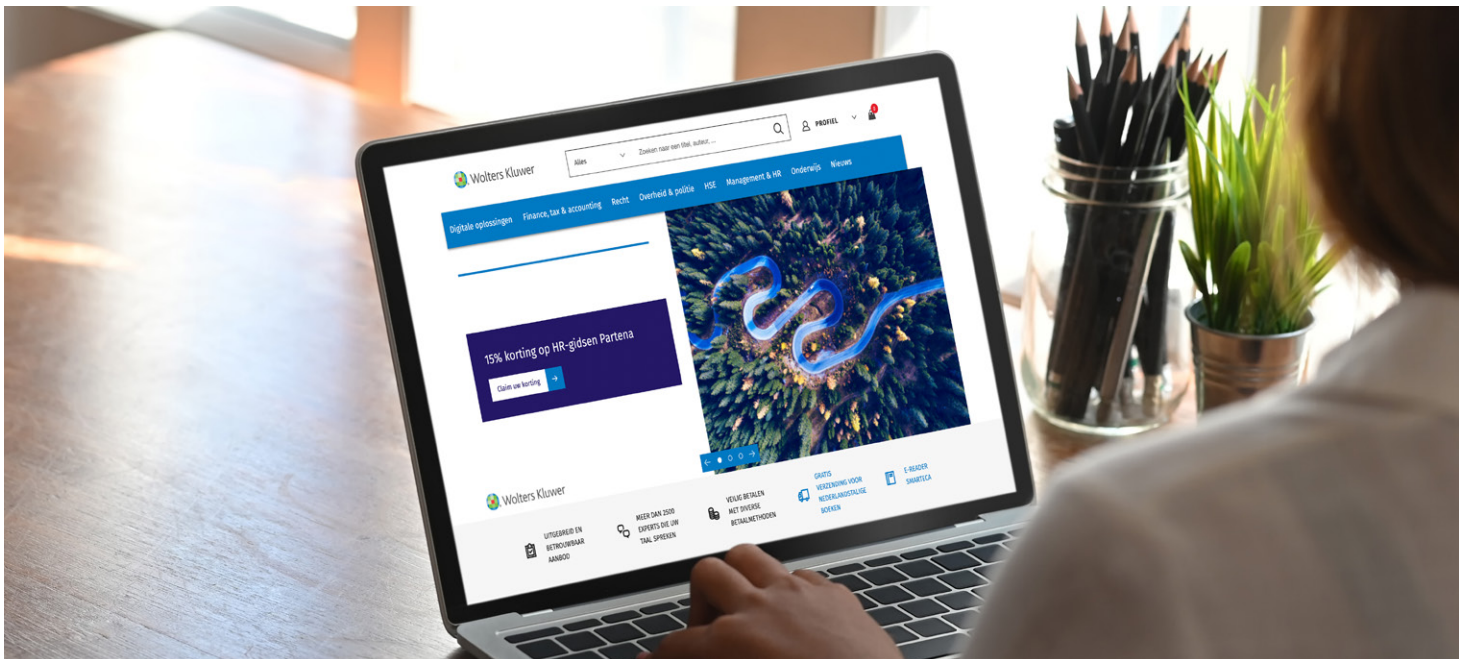 Wolters Kluwer
Alles
Zoeken naar een titel, auteur, ...
PROFIEL
Digitale oplossingen Finance, tax & accounting Recht Overheid & politie HSE Management & HR Onderwijs Nieuws
15% korting op HR-gidsen Partena
Claim uw korting
Wolters Kluwer
UITGEBREID EN
BETROUWBAAR
AANBOD
MEER DAN 2500
EXPERTS DIE UW
TAAL SPREKEN
VEILIG BETALEN
MET DIVERSE
BETAALMETHODEN
GRATIS
VERZENDING VOOR
NEDERLANDSTALIGE
BOEKEN
E-READER
SMARTECA